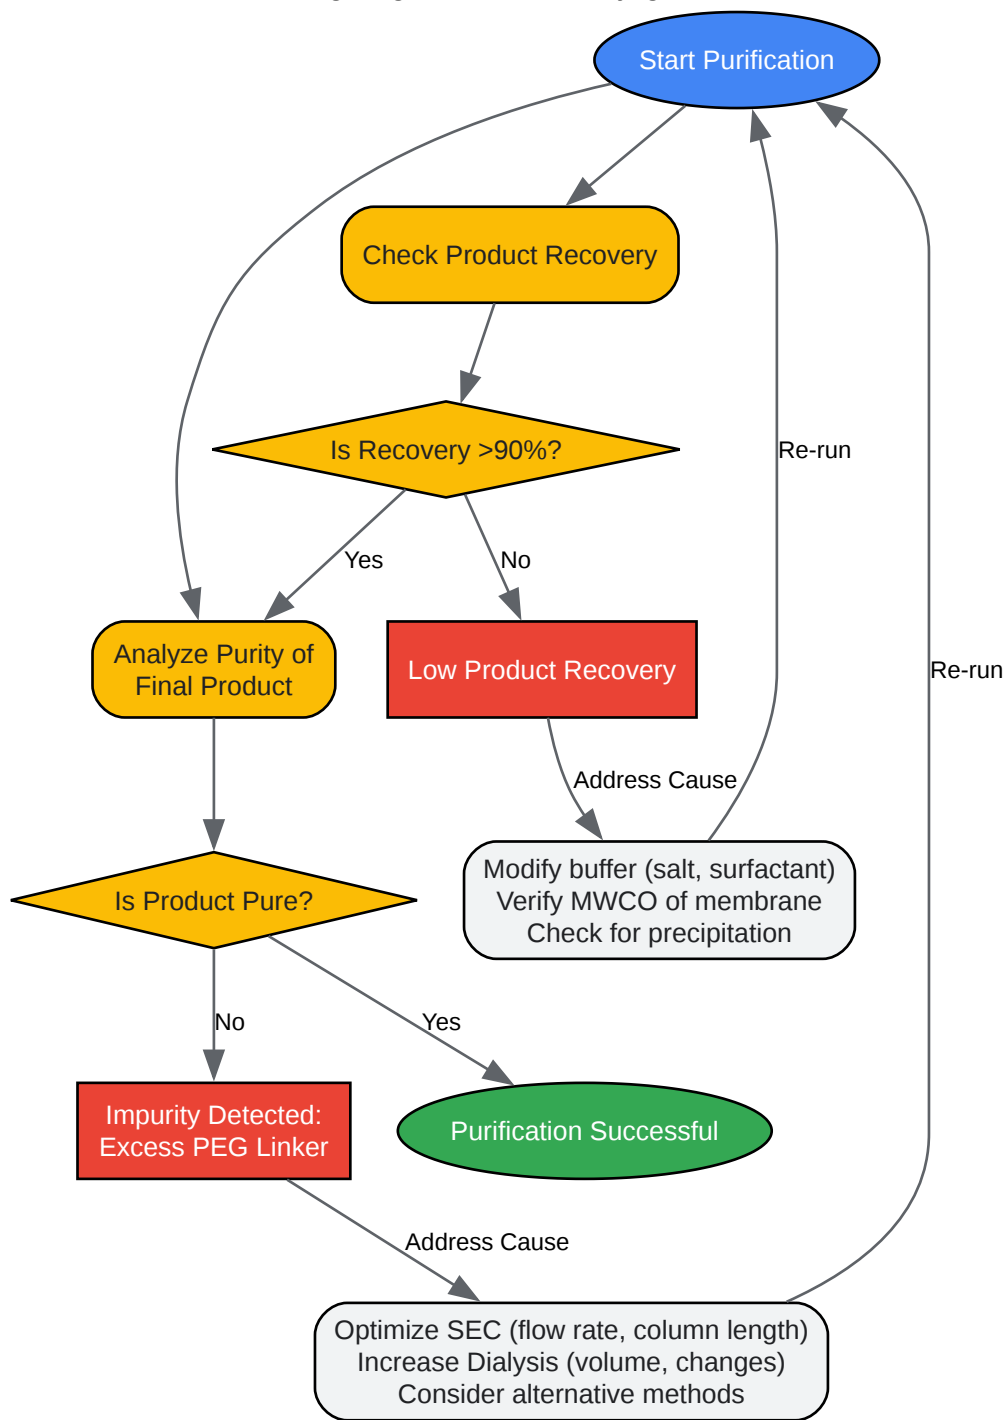 Start Purification
Check Product Recovery
Is Recovery >90%?
Re-run
Yes
No
Analyze Purity of
Final Product
Low Product Recovery
Re-run
Address Cause
Modify buffer (salt, surfactant)
Verify MWCO of membrane
Check for precipitation
Is Product Pure?
No
Yes
Impurity Detected:
Excess PEG Linker
Purification Successful
Address Cause
Optimize SEC (flow rate, column length)
Increase Dialysis (volume, changes)
Consider alternative methods